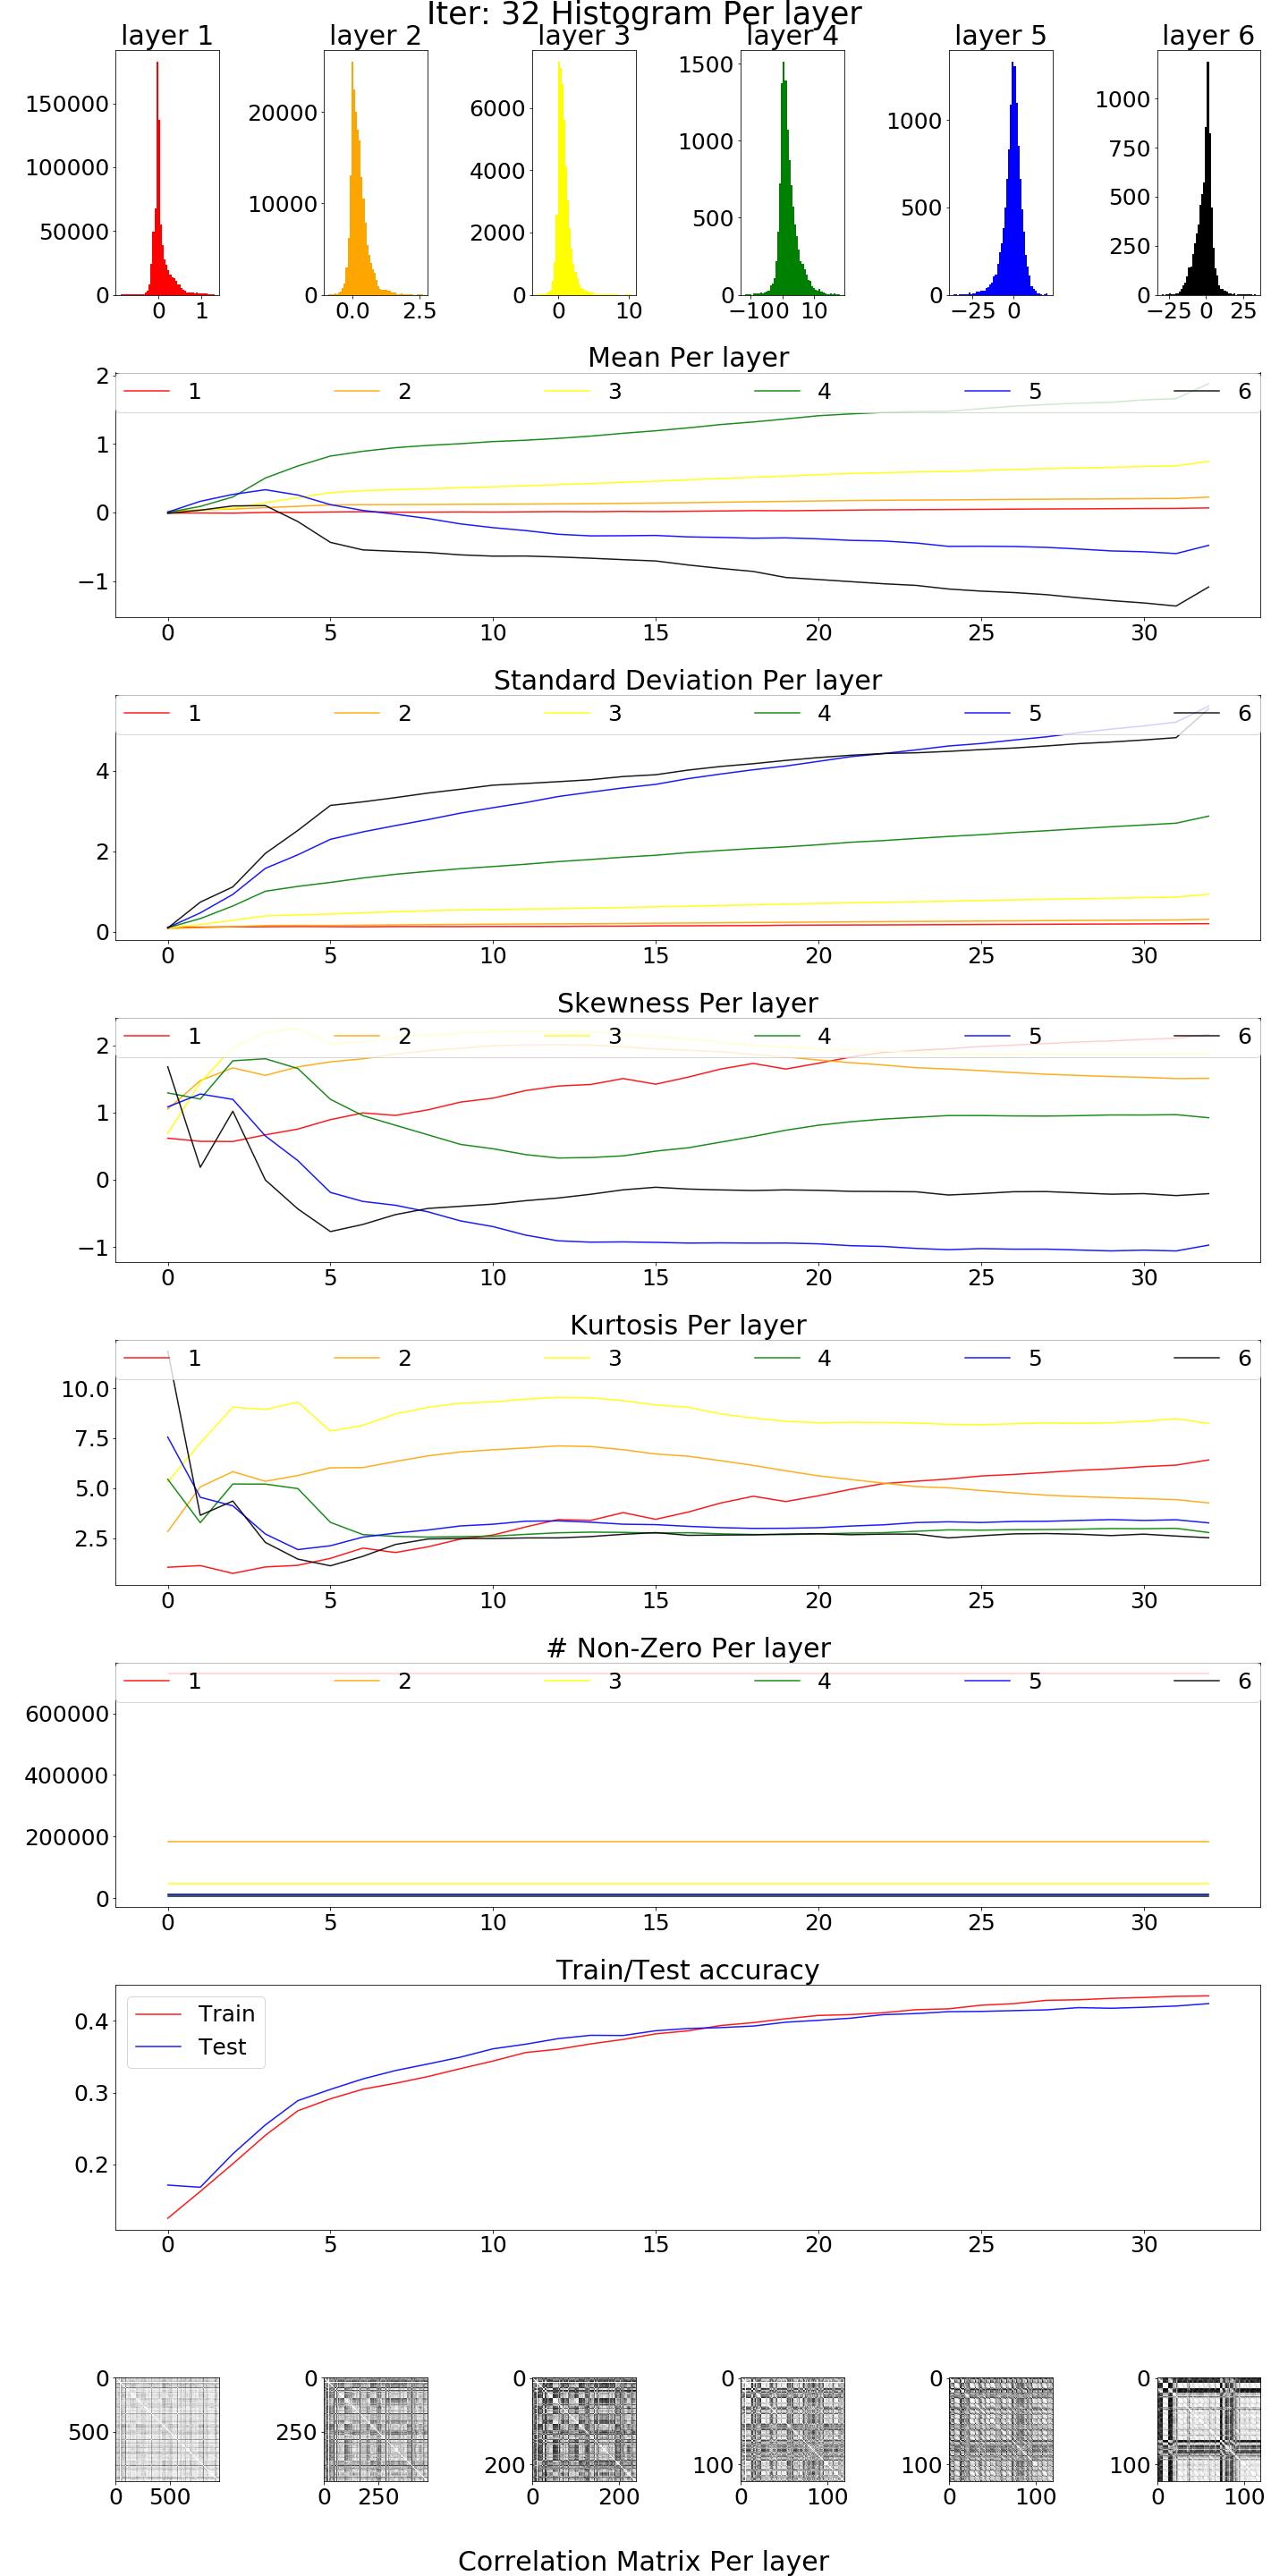 Iter: 32 Histogram Per layer
layer 1 layer 2 layer 3 layer 4 layer 5 layer 6
150000 100000 50000 0
0 1
20000 10000 0
0.0 2.5
6000 4000 2000 0
0 10
1500 1000 500 0
−10 0 10
1000 500 0
−25 0
1000 750 500 250 0
−25 0 25
Mean Per layer
1 2 3 4 5 6
2
1
0
−1
0 5 10 15 20 25 30
Standard Deviation Per layer
1 2 3 4 5 6
4
2
0
0 5 10 15 20 25 30
Skewness Per layer
1 2 3 4 5 6
2
1
0
−1
0 5 10 15 20 25 30
Kurtosis Per layer
1 2 3 4 5 6
10.0
7.5
5.0
2.5
0 5 10 15 20 25 30
# Non-Zero Per layer
1 2 3 4 5 6
600000
400000
200000
0
0 5 10 15 20 25 30
Train/Test accuracy
Train
Test
0.4
0.3
0.2
0 5 10 15 20 25 30
0 500
0 500
0 250
0 250
0 200
0 200
0 100
0 100
0 100
0 100
0 100
0 100
Correlation Matrix Per layer